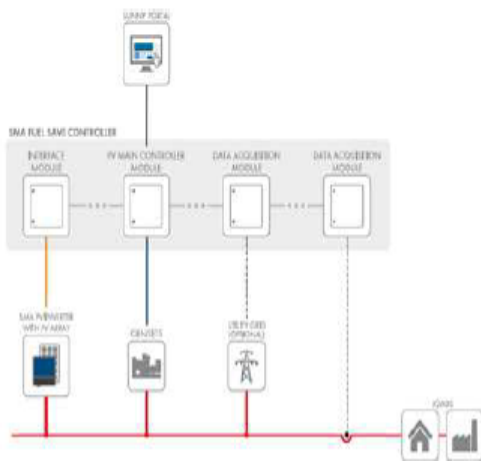 SUNNY PORTAL
SMA FUEL SAVE CONTROLLER
INTERFACE
MODULE
PV MAIN CONTROLLER
MODULE
DATA ACQUISITION
MODULE
DATA ACQUISITION
MODULE
SMA PV INVERTER
WITH PV ARRAY
GENSETS
UTILITY GRID
(OPTIONAL)
LOADS